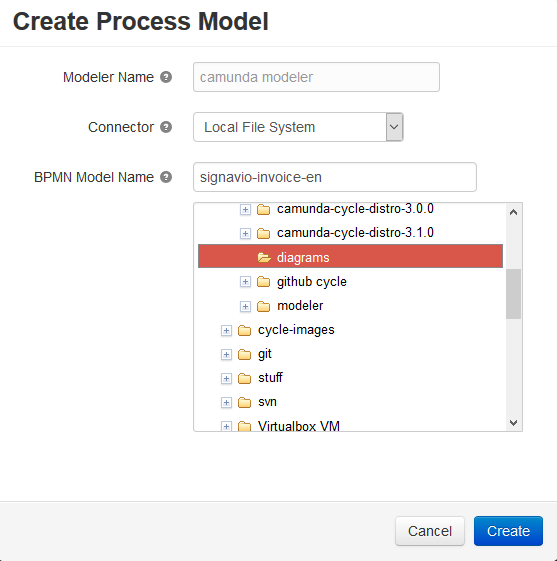 Create Process Model
Modeler Name
camunda modeler
Connector
Local File System
BPMN Model Name
signavio-invoice-en
camunda-cycle-distro-3.0.0
camunda-cycle-distro-3.1.0
diagrams
github cycle
modeler
cycle-images
git
stuff
svn
Virtualbox VM
Cancel Create